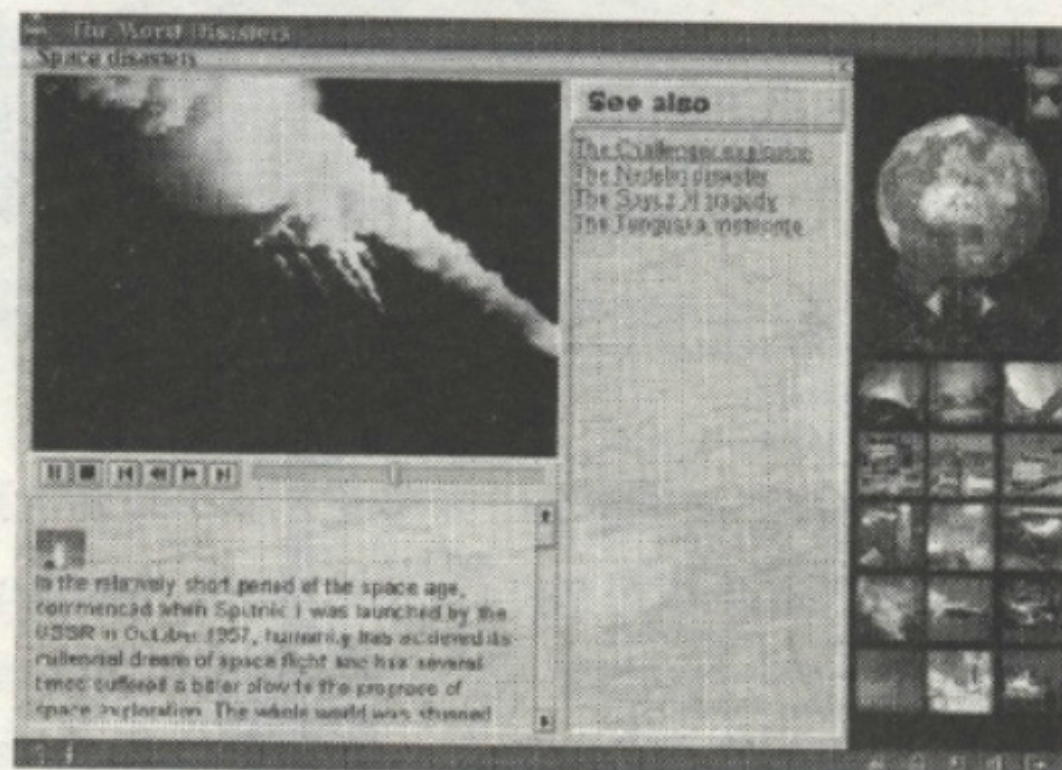 The Worst Disasters
Space disasters
See also
The Challenger explosion
The Nedelin disaster
The Soyuz 11 tragedy
The Tunguska meteorite
In the relatively short period of the space age,
commenced when Sputnic I was launched by the
USSR in October 1957, humanity has achieved its
millennial dream of space flight and has several
times suffered a bitter blow to the progress of
space exploration. The whole world was stunned